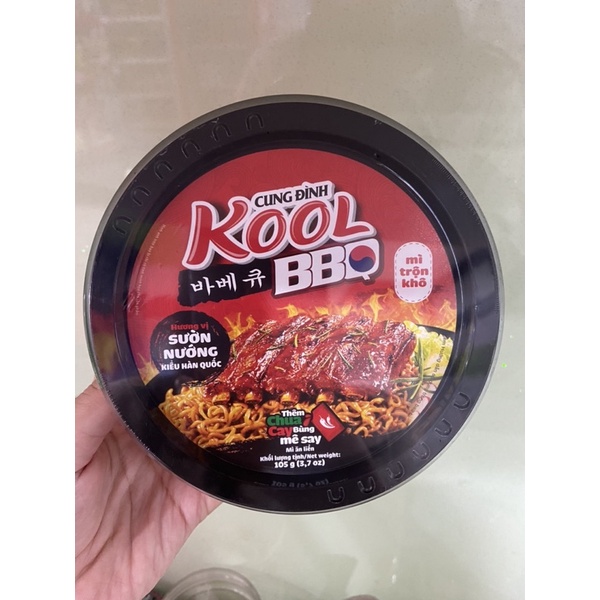 CUNG ĐÌNH
KOOL
바베큐 BBQ
mì
trộn
khô
Hương vị
SƯỜN
NƯỚNG
KIỂU HÀN QUỐC
Thêm
Chua
Cay Bùng
mê say
Mì ăn liền
Khối lượng tịnh/Net weight:
105 g (3,7 oz)